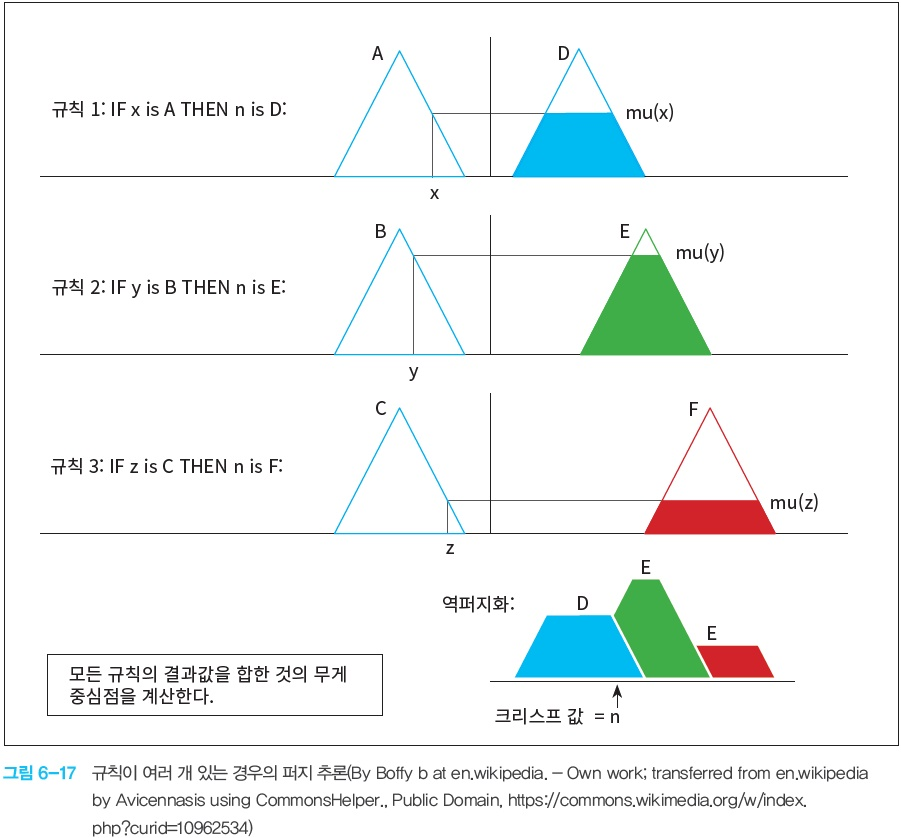 A
D
규칙 1: IF x is A THEN n is D:
mu(x)
x
B
E
mu(y)
규칙 2: IF y is B THEN n is E:
y
C
F
규칙 3: IF z is C THEN n is F:
mu(z)
z
E
역퍼지화:
D
E
모든 규칙의 결과값을 합한 것의 무게
중심점을 계산한다.
크리스프 값 = n
그림 6-17 규칙이 여러 개 있는 경우의 퍼지 추론(By Boffy b at en.wikipedia. - Own work; transferred from en.wikipedia
by Avicennasis using CommonsHelper., Public Domain, https://commons.wikimedia.org/w/index.
php?curid=10962534)